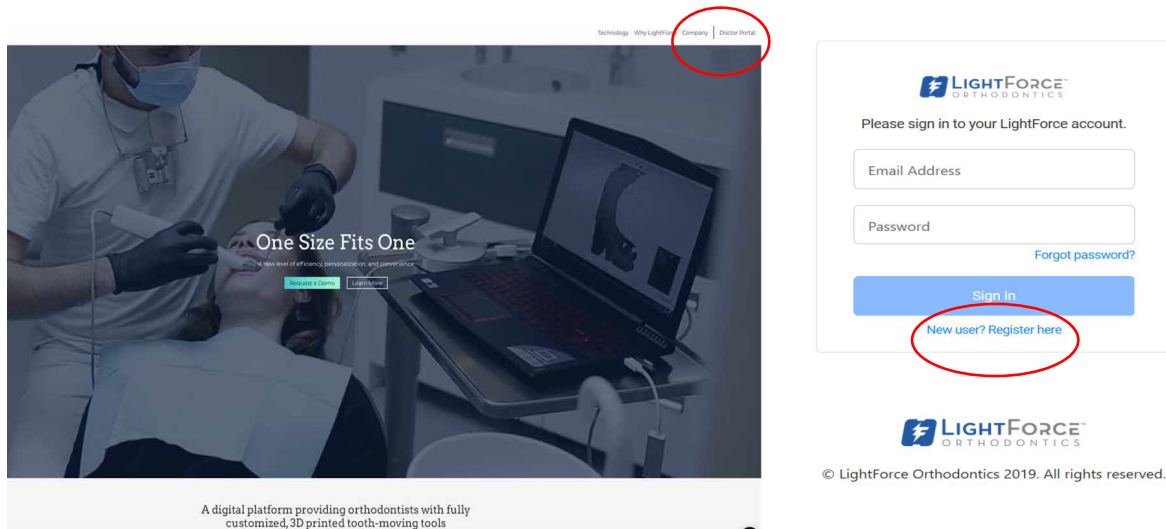 Technology Why LightForce Company Doctor Portal
One Size Fits One
A new level of efficiency, personalization, and convenience
Request a Demo Learn More
A digital platform providing orthodontists with fully
customized, 3D printed tooth-moving tools
LIGHTFORCE™
ORTHODONTICS
Please sign in to your LightForce account.
Email Address
Password
Forgot password?
Sign In
New user? Register here
LIGHTFORCE™
ORTHODONTICS
© LightForce Orthodontics 2019. All rights reserved.